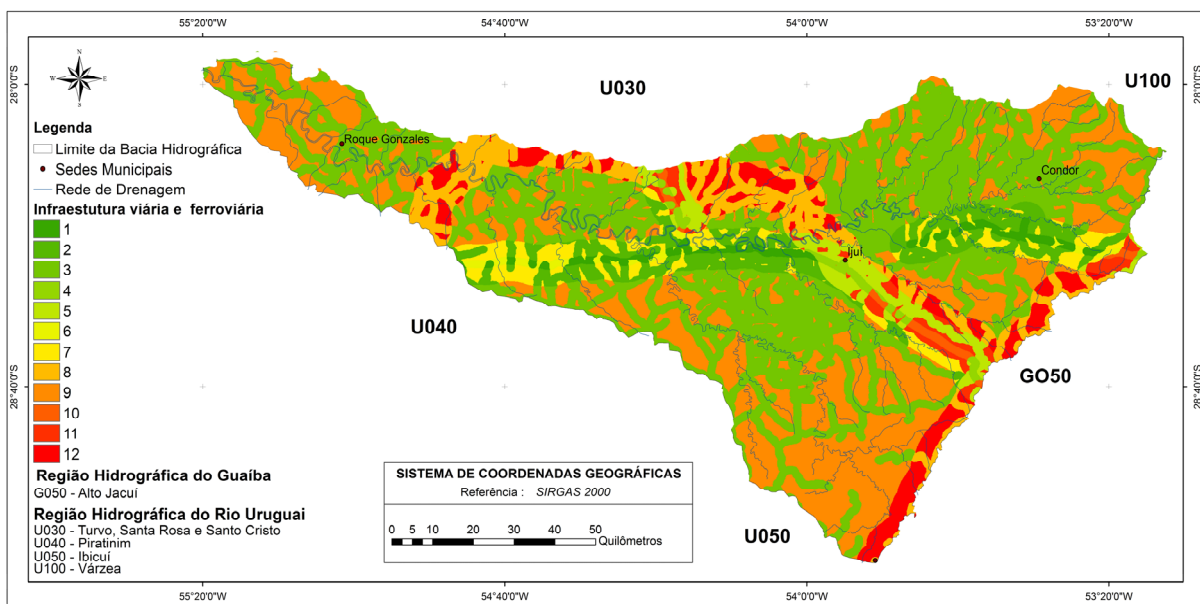 55°20'0"W 54°40'0"W 54°0'0"W 53°20'0"W
N
W E
S
28°0'0"S
28°0'0"S
U030
U100
Legenda
Limite da Bacia Hidrográfica
Sedes Municipais
Rede de Drenagem
Infraestutura viária e ferroviária
1
2
3
4
5
6
7
8
9
10
11
12
Roque Gonzales
Condor
Ijuí
U040
GO50
28°40'0"S
28°40'0"S
U050
Região Hidrográfica do Guaíba
G050 - Alto Jacuí
Região Hidrográfica do Rio Uruguai
U030 - Turvo, Santa Rosa e Santo Cristo
U040 - Piratinim
U050 - Ibicuí
U100 - Várzea
SISTEMA DE COORDENADAS GEOGRÁFICAS
Referência : SIRGAS 2000
0 5 10 20 30 40 50
Quilômetros
55°20'0"W 54°40'0"W 54°0'0"W 53°20'0"W